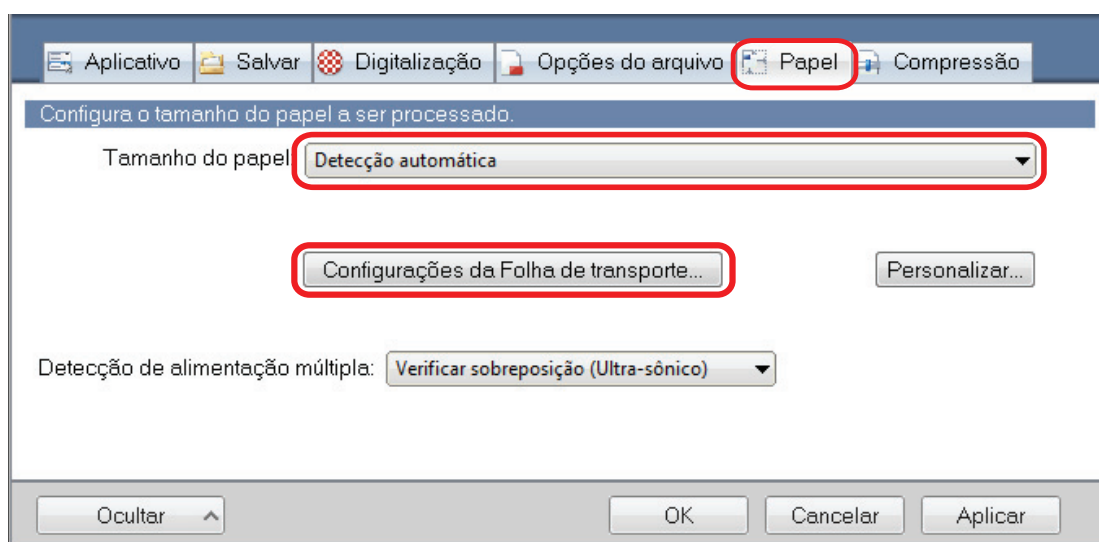 Aplicativo Salvar Digitalização Opções do arquivo Papel Compressão
Configura o tamanho do papel a ser processado.
Tamanho do papel: Detecção automática
Configurações da Folha de transporte... Personalizar...
Detecção de alimentação múltipla: Verificar sobreposição (Ultra-sônico)
Ocultar OK Cancelar Aplicar